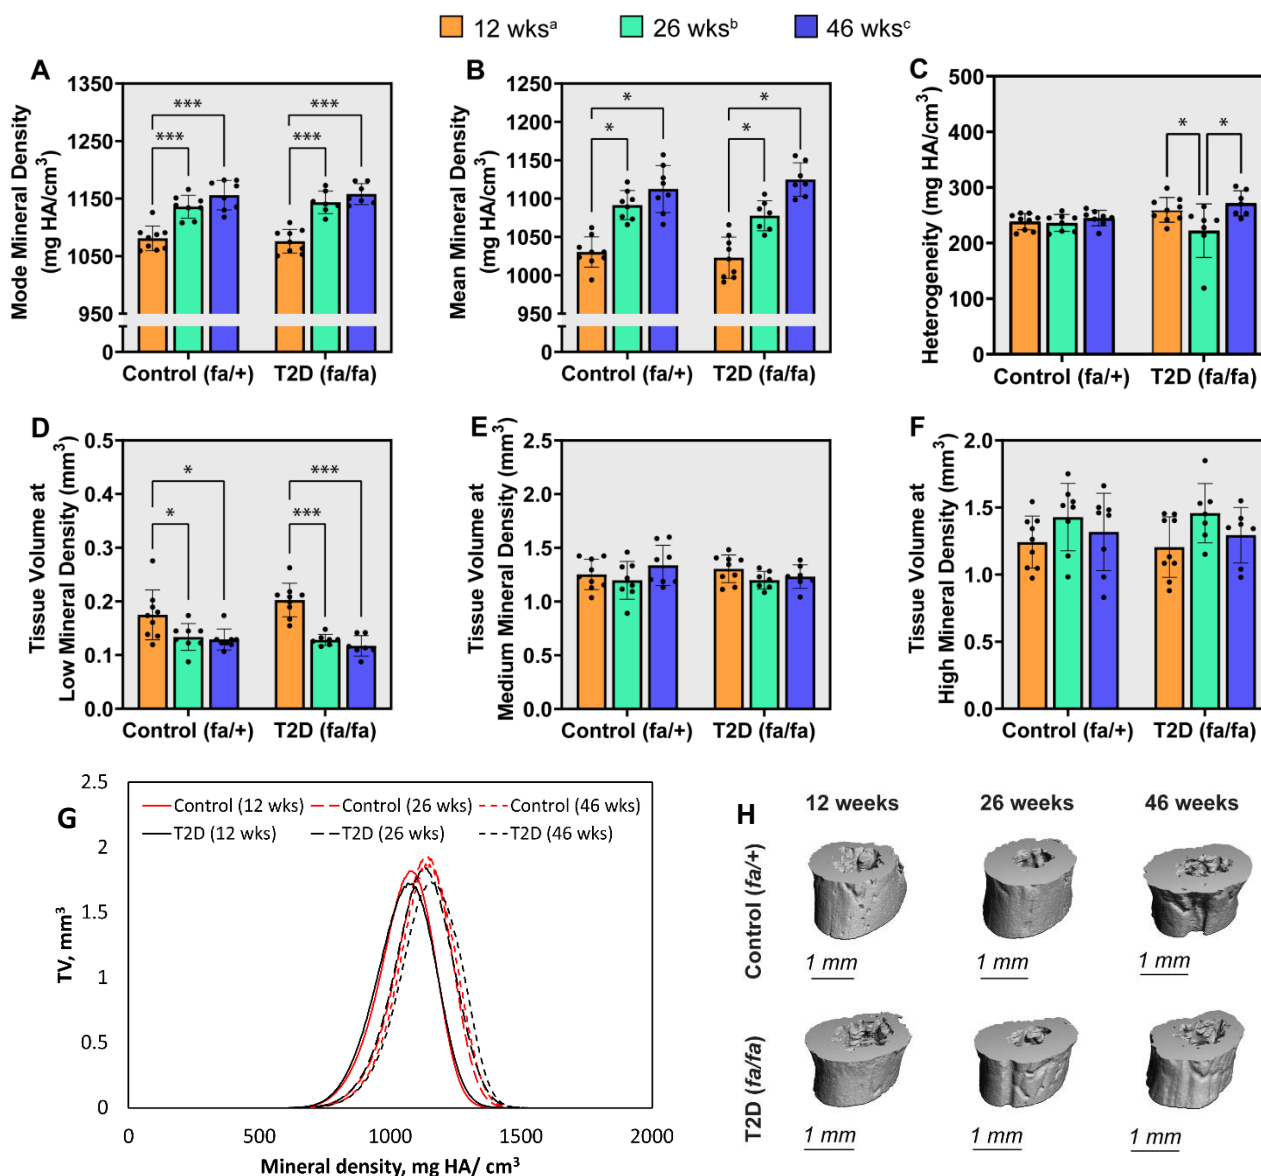 12 wksᵃ 26 wksᵇ 46 wksᶜ
A
Mode Mineral Density
(mg HA/cm³)
1350
1250
1150
1050
950
0
*** *** *** ***
Control (fa/+) T2D (fa/fa)
B
Mean Mineral Density
(mg HA/cm³)
1250
1200
1150
1100
1050
1000
950
0
* * * *
Control (fa/+) T2D (fa/fa)
C
Heterogeneity (mg HA/cm³)
500
400
300
200
100
0
* *
Control (fa/+) T2D (fa/fa)
D
Tissue Volume at
Low Mineral Density (mm³)
0.5
0.4
0.3
0.2
0.1
0.0
* * *** ***
Control (fa/+) T2D (fa/fa)
E
Tissue Volume at
Medium Mineral Density (mm³)
2.5
2.0
1.5
1.0
0.5
0.0
Control (fa/+) T2D (fa/fa)
F
Tissue Volume at
High Mineral Density (mm³)
2.0
1.5
1.0
0.5
0.0
Control (fa/+) T2D (fa/fa)
G
TV, mm³
2.5
2
1.5
1
0.5
0
Control (12 wks) Control (26 wks) Control (46 wks)
T2D (12 wks) T2D (26 wks) T2D (46 wks)
0 500 1000 1500 2000
Mineral density, mg HA/ cm³
H
12 weeks 26 weeks 46 weeks
Control (fa/+)
1 mm 1 mm 1 mm
T2D (fa/fa)
1 mm 1 mm 1 mm